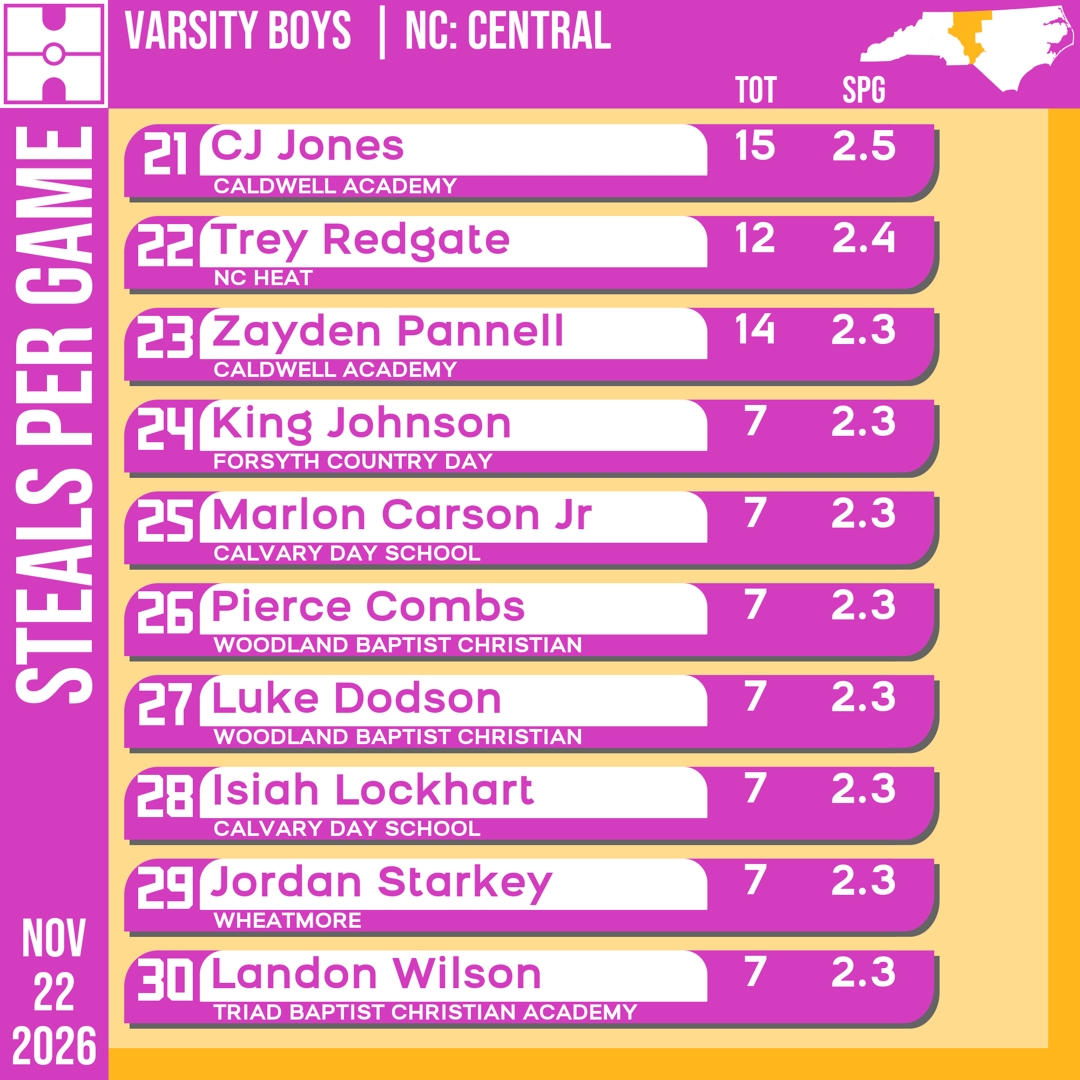 VARSITY BOYS | NC: CENTRAL
TOT SPG
STEALS PER GAME
21 CJ Jones 15 2.5
CALDWELL ACADEMY
22 Trey Redgate 12 2.4
NC HEAT
23 Zayden Pannell 14 2.3
CALDWELL ACADEMY
24 King Johnson 7 2.3
FORSYTH COUNTRY DAY
25 Marlon Carson Jr 7 2.3
CALVARY DAY SCHOOL
26 Pierce Combs 7 2.3
WOODLAND BAPTIST CHRISTIAN
27 Luke Dodson 7 2.3
WOODLAND BAPTIST CHRISTIAN
28 Isiah Lockhart 7 2.3
CALVARY DAY SCHOOL
29 Jordan Starkey 7 2.3
WHEATMORE
30 Landon Wilson 7 2.3
TRIAD BAPTIST CHRISTIAN ACADEMY
NOV
22
2026